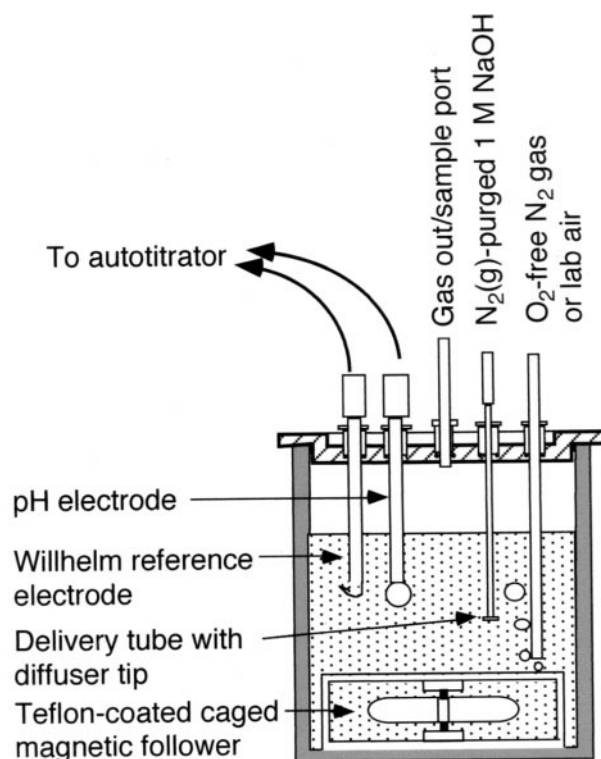 Gas out/sample port
N₂(g)-purged 1 M NaOH
O₂-free N₂ gas
or lab air
To autotitrator
pH electrode
Willhelm reference
electrode
Delivery tube with
diffuser tip
Teflon-coated caged
magnetic follower